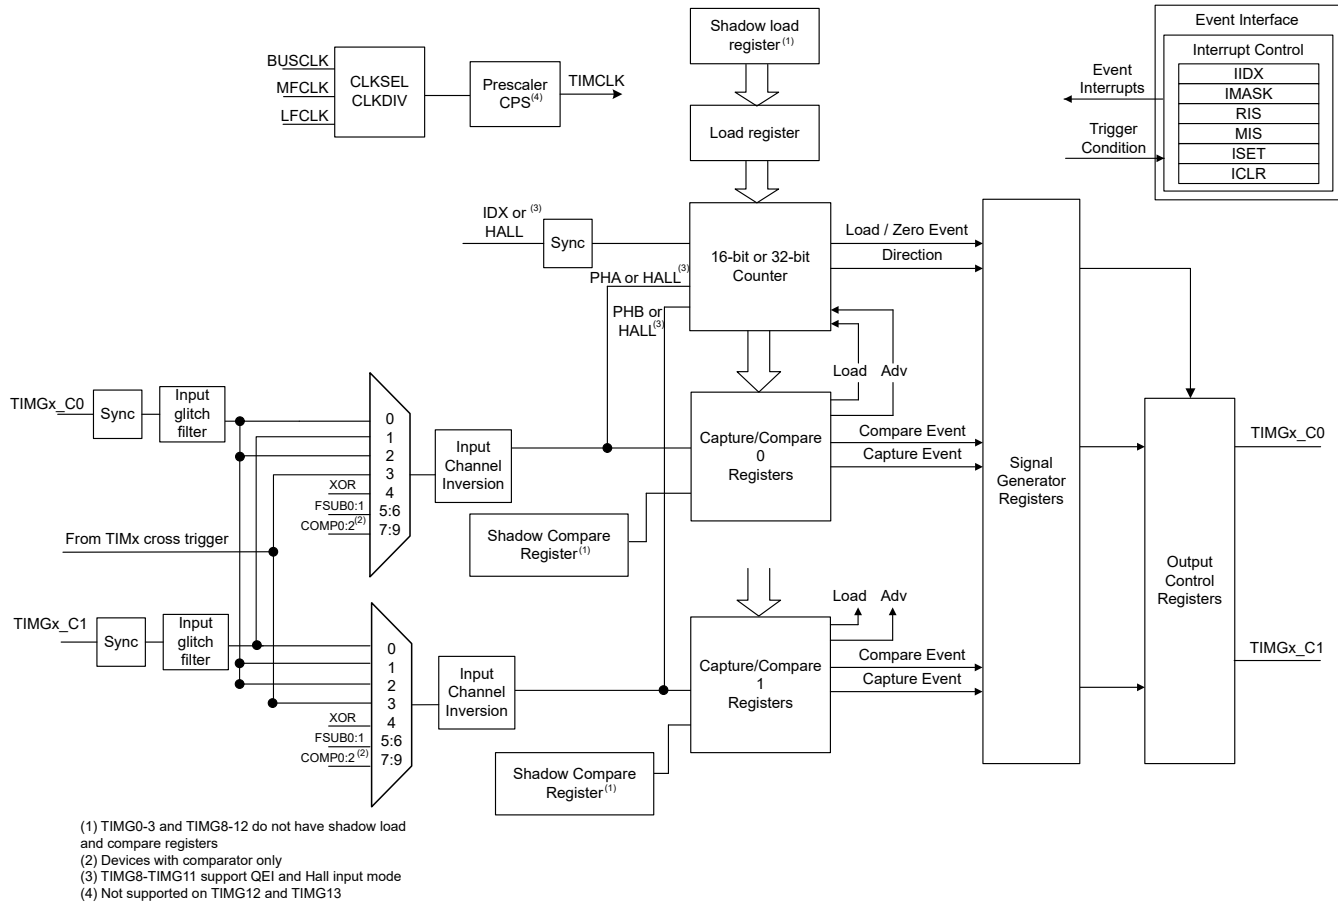 Shadow load
register (1)
Event Interface
Interrupt Control
IIDX
IMASK
RIS
MIS
ISET
ICLR
Event
Interrupts
Trigger
Condition
BUSCLK
MFCLK
LFCLK
CLKSEL
CLKDIV
Prescaler
CPS(4)
TIMCLK
Load register
IDX or (3)
HALL
Sync
16-bit or 32-bit
Counter
Load / Zero Event
Direction
PHA or HALL(3)
PHB or
HALL(3)
Load
Adv
TIMGx_C0
Sync
Input
glitch
filter
0
1
2
3
4
5:6
7:9
XOR
FSUB0:1
COMP0:2(2)
Input
Channel
Inversion
Capture/Compare
0
Registers
Compare Event
Capture Event
Shadow Compare
Register(1)
Signal
Generator
Registers
TIMGx_C0
From TIMx cross trigger
Output
Control
Registers
TIMGx_C1
Sync
Input
glitch
filter
0
1
2
3
4
5:6
7:9
XOR
FSUB0:1
COMP0:2(2)
Input
Channel
Inversion
Load
Adv
Capture/Compare
1
Registers
Compare Event
Capture Event
TIMGx_C1
Shadow Compare
Register(1)
(1) TIMG0-3 and TIMG8-12 do not have shadow load
and compare registers
(2) Devices with comparator only
(3) TIMG8-TIMG11 support QEI and Hall input mode
(4) Not supported on TIMG12 and TIMG13